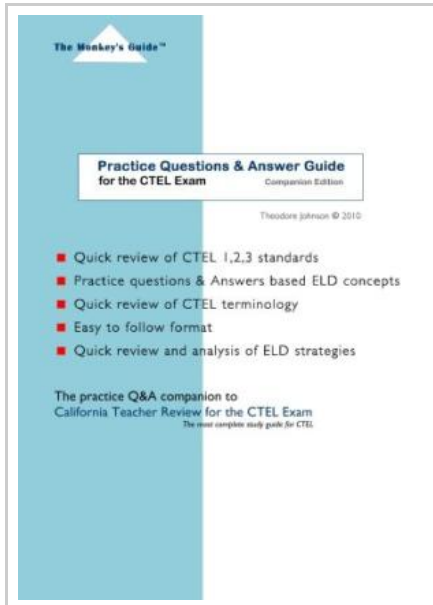 The Monkey's Guide™
Practice Questions & Answer Guide
for the CTEL Exam Companion Edition
Theodore Johnson © 2010
Quick review of CTEL 1,2,3 standards
Practice questions & Answers based ELD concepts
Quick review of CTEL terminology
Easy to follow format
Quick review and analysis of ELD strategies
The practice Q&A companion to
California Teacher Review for the CTEL Exam
The most complete study guide for CTEL